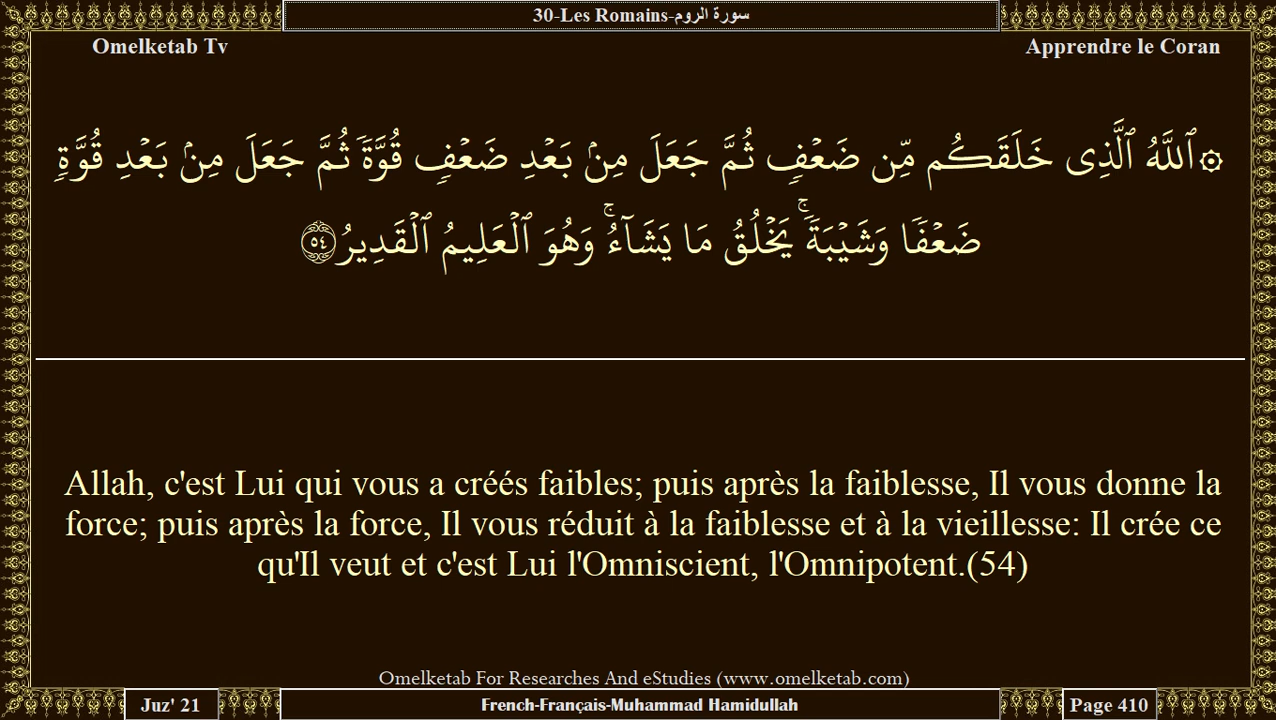 30-Les Romains-سورة الروم
Omelketab Tv
Apprendre le Coran
۞ ٱللَّهُ ٱلَّذِى خَلَقَكُم مِّن ضَعْفٍۢ ثُمَّ جَعَلَ مِنۢ بَعْدِ ضَعْفٍۢ قُوَّةًۭ ثُمَّ جَعَلَ مِنۢ بَعْدِ قُوَّةٍۢ
ضَعْفًۭا وَشَيْبَةًۭ ۚ يَخْلُقُ مَا يَشَآءُ ۚ وَهُوَ ٱلْعَلِيمُ ٱلْقَدِيرُ ﴿٥٤﴾
Allah, c'est Lui qui vous a créés faibles; puis après la faiblesse, Il vous donne la
force; puis après la force, Il vous réduit à la faiblesse et à la vieillesse: Il crée ce
qu'Il veut et c'est Lui l'Omniscient, l'Omnipotent.(54)
Omelketab For Researches And eStudies (www.omelketab.com)
Juz' 21
French-Français-Muhammad Hamidullah
Page 410